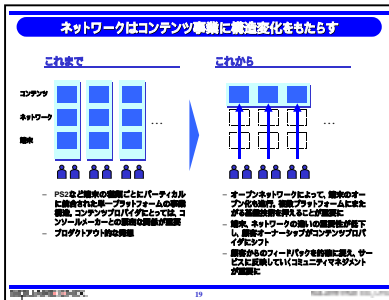 ネットワークはコンテンツ事業に構造変化をもたらす
これまで
これから
コンテンツ
ネットワーク
端末
...
...
– PS2など端末の種類ごとにバーティカル
に統合された単一プラットフォームの事業
構造。コンテンツプロバイダにとっては、コ
ンソールメーカーとの親密な関係が重要
– プロダクトアウト的な発想
– オープンネットワークによって、端末のオー
プン化も進行。複数プラットフォームにまた
がる基盤技術を押えることが重要に
– 端末、ネットワークの違いの重要性が低下
し、顧客オーナーシップがコンテンツプロバ
イダにシフト
– 顧客からのフィードバックを的確に捉え、サー
ビスに反映していくコミュニティマネジメント
が重要に
SQUARE ENIX.
19